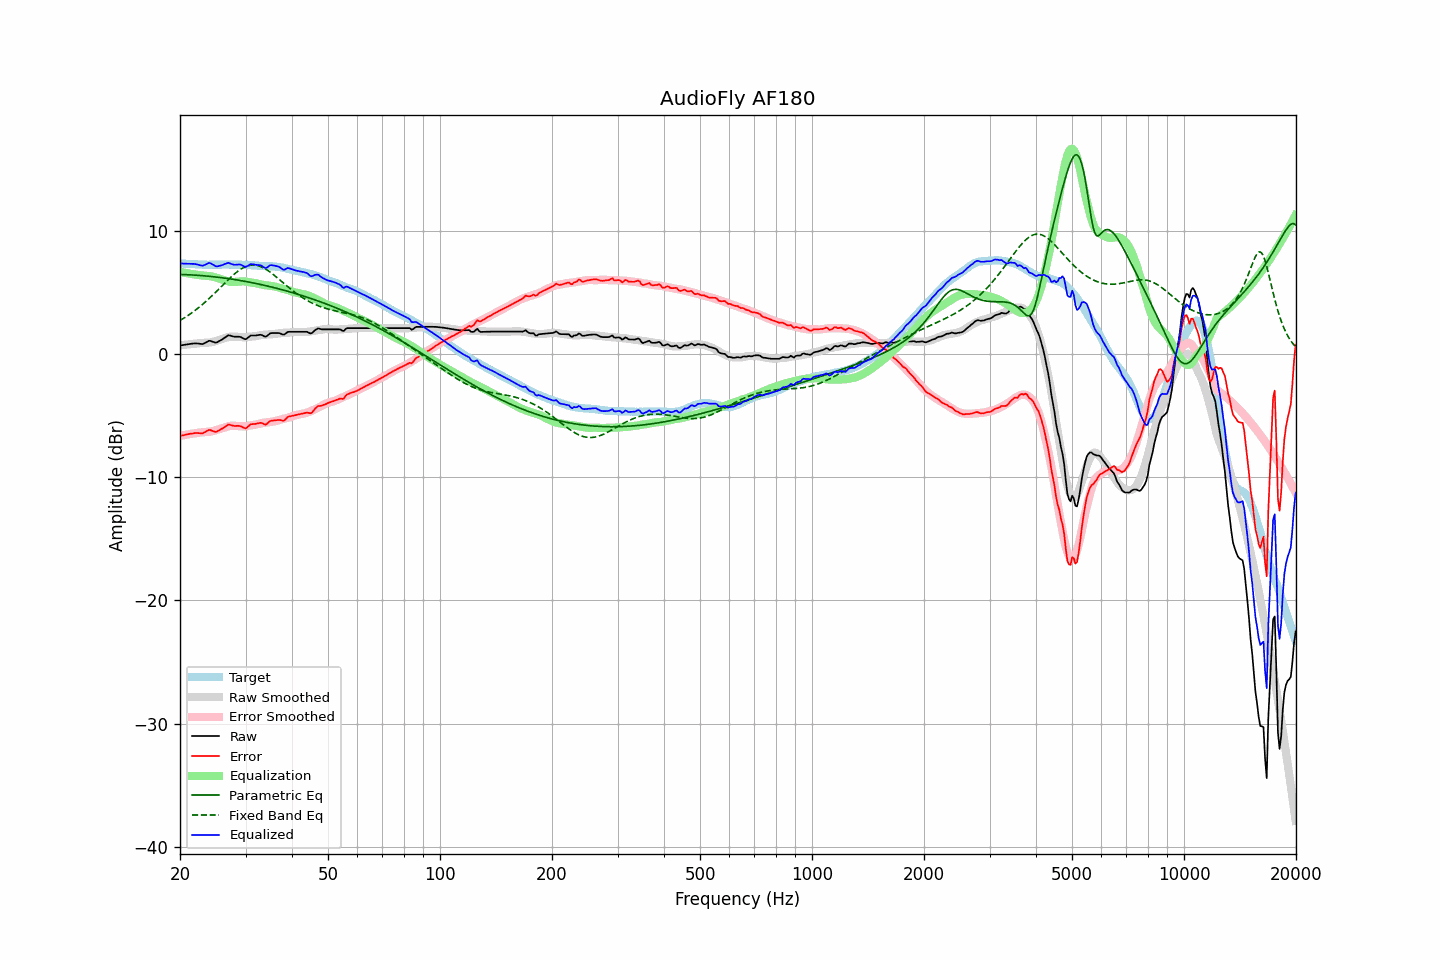 AudioFly AF180
Amplitude (dBr)
10
0
−10
−20
−30
−40
Target
Raw Smoothed
Error Smoothed
Raw
Error
Equalization
Parametric Eq
Fixed Band Eq
Equalized
20 50 100 200 500 1000 2000 5000 10000 20000
Frequency (Hz)